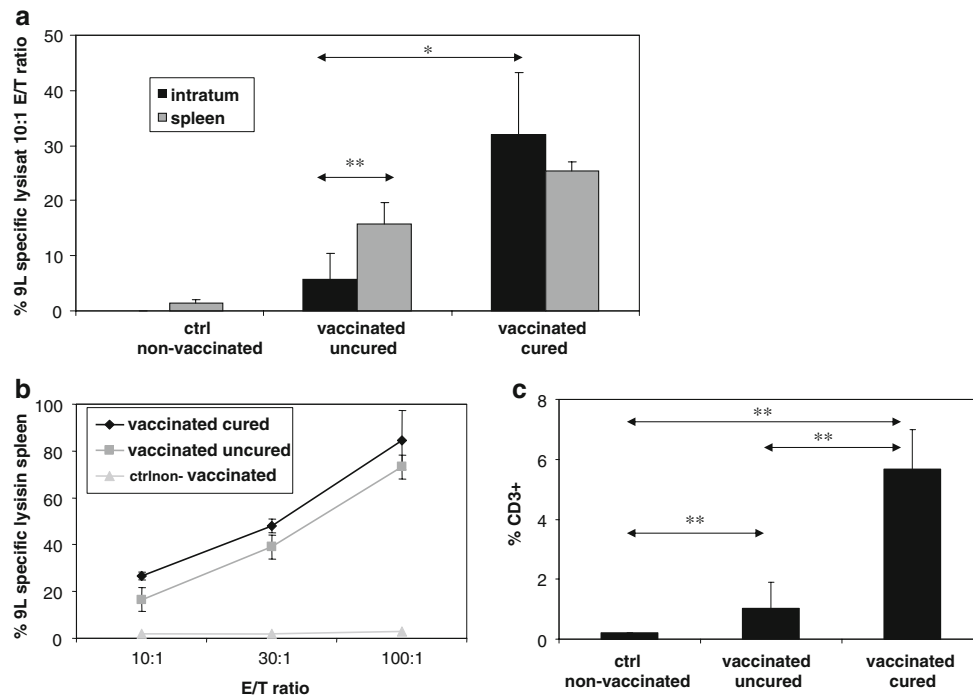 a
% 9L specific lysisat 10:1 E/T ratio
50
40
30
20
10
0
intratum
spleen
*
**
ctrl
non-vaccinated
vaccinated
uncured
vaccinated
cured
b
% 9L specific lysisin spleen
100
80
60
40
20
0
vaccinated cured
vaccinated uncured
ctrlnon- vaccinated
10:1
30:1
100:1
E/T ratio
c
% CD3+
8
6
4
2
0
**
**
**
ctrl
non-vaccinated
vaccinated
uncured
vaccinated
cured